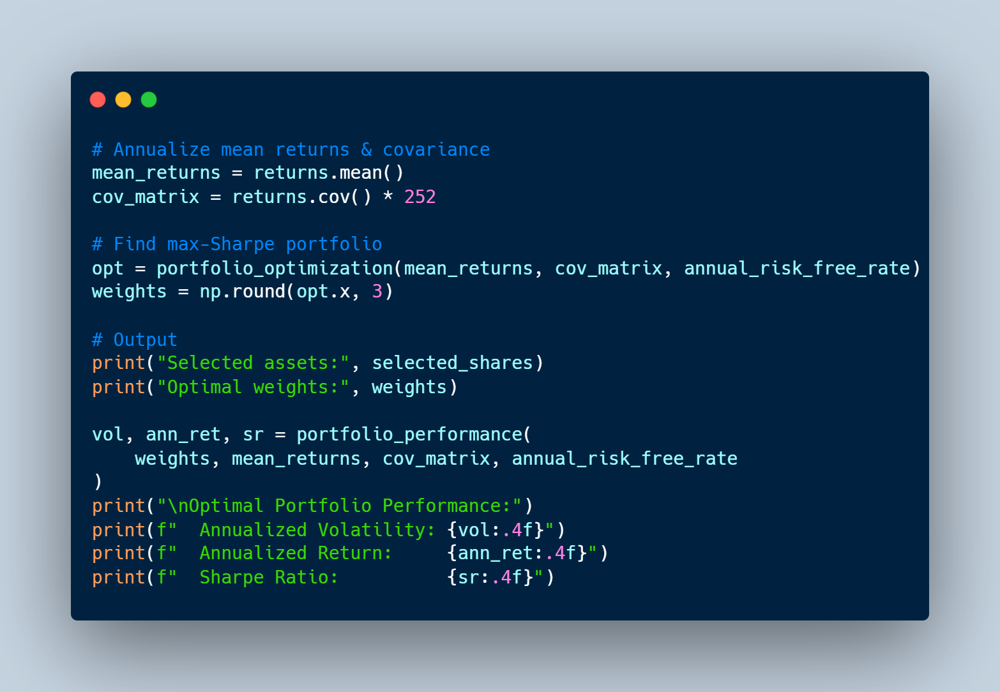 # Annualize mean returns & covariance
mean_returns = returns.mean()
cov_matrix = returns.cov() * 252

# Find max-Sharpe portfolio
opt = portfolio_optimization(mean_returns, cov_matrix, annual_risk_free_rate)
weights = np.round(opt.x, 3)

# Output
print("Selected assets:", selected_shares)
print("Optimal weights:", weights)

vol, ann_ret, sr = portfolio_performance(
    weights, mean_returns, cov_matrix, annual_risk_free_rate
)
print("\nOptimal Portfolio Performance:")
print(f"  Annualized Volatility: {vol:.4f}")
print(f"  Annualized Return:     {ann_ret:.4f}")
print(f"  Sharpe Ratio:          {sr:.4f}")